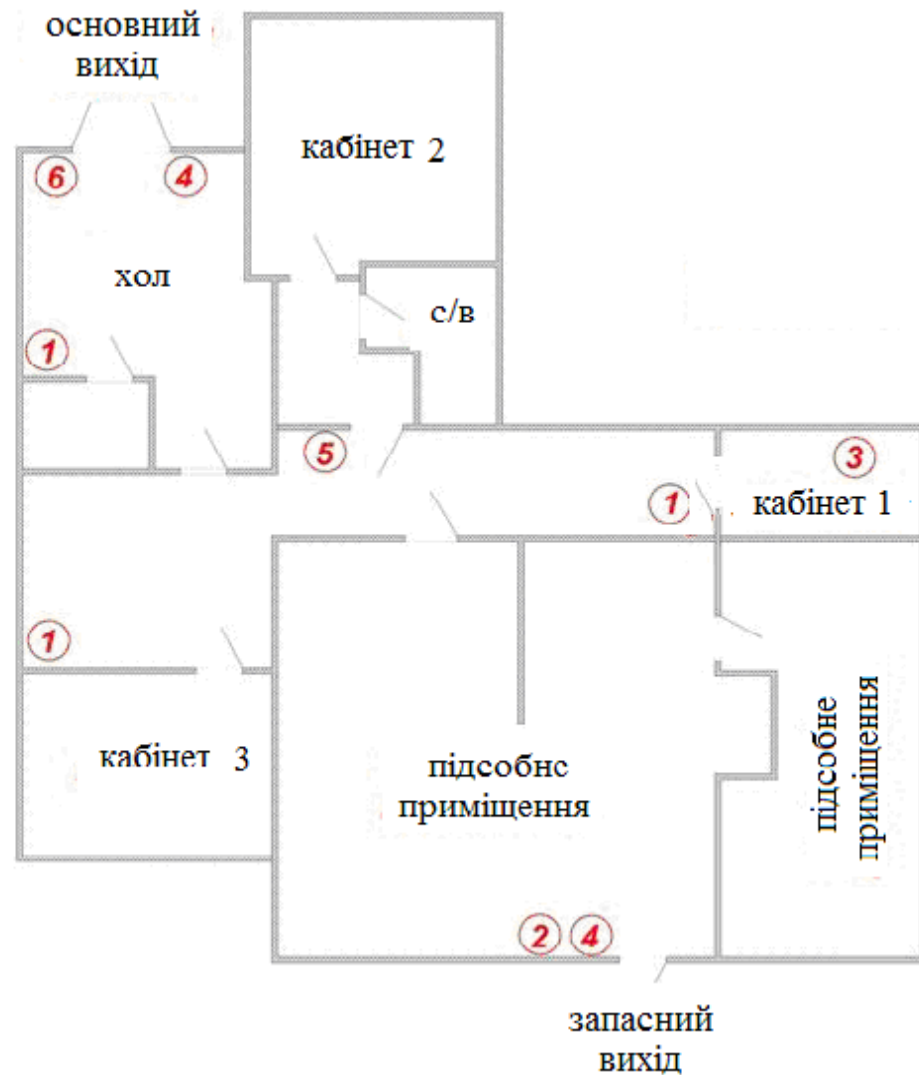 основний
вихід
кабінет 2
6
4
хол
с/в
1
5
3
1
кабінет 1
1
кабінет 3
підсобнс
приміщення
підсобне
приміщення
2
4
запасний
вихід